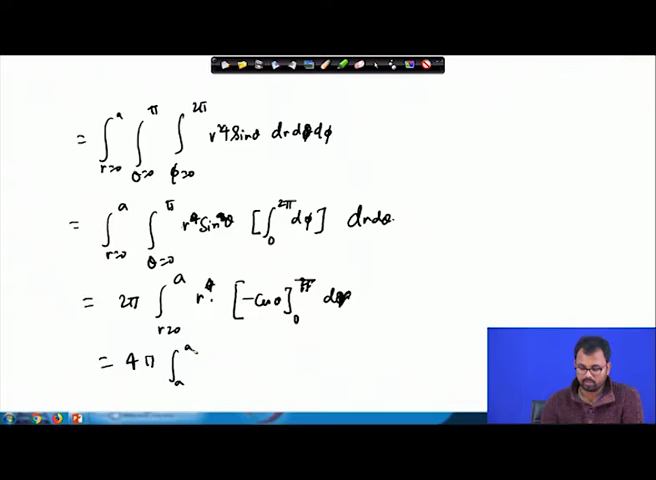 = ∫_{r=0}^{a} ∫_{θ=0}^{π} ∫_{φ=0}^{2π} r⁴ Sinθ dr dθ dφ
= ∫_{r=0}^{a} ∫_{θ=0}^{π} r⁴ Sinθ [∫_{0}^{2π} dφ] dr dθ.
= 2π ∫_{r=0}^{a} r⁴ · [-Cosθ]_{0}^{π} dr
= 4π ∫_{a}^{a}